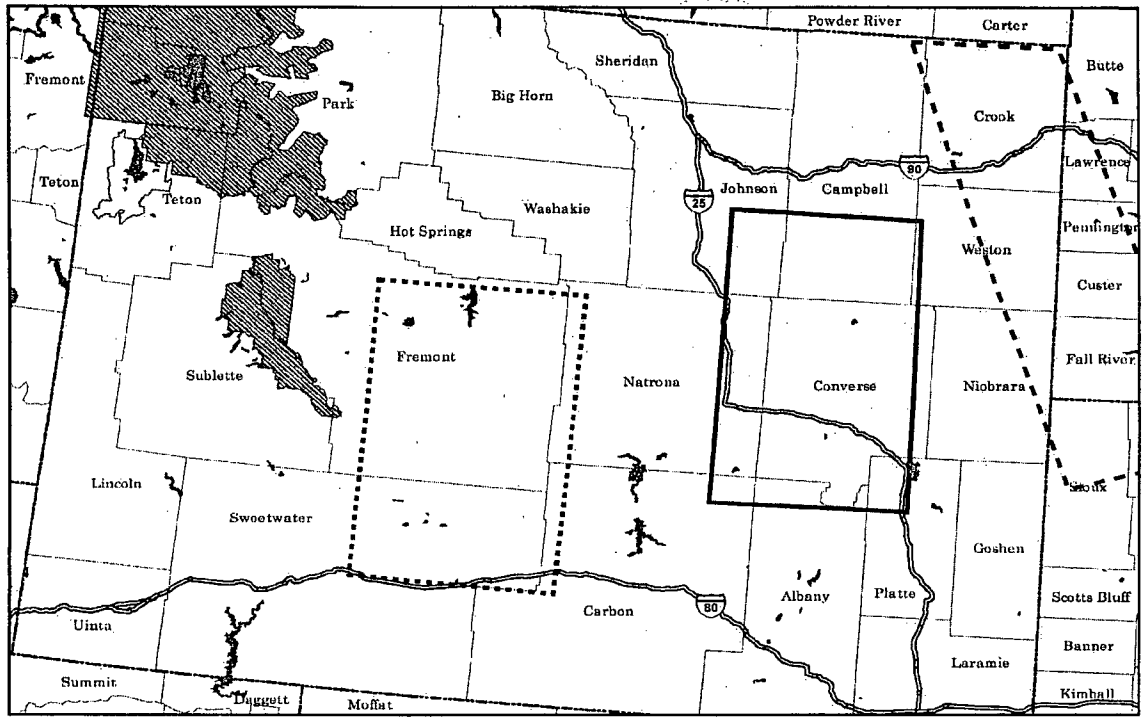 Powder River
Carter
Sheridan
Butte
Fremont
Park
Big Horn
Crook
Lawrence
90
Teton
Teton
Johnson
Campbell
25
Washakie
Hot Springs
Pennington
Weston
Custer
Fremont
Fall River
Sublette
Natrona
Converse
Niobrara
Lincoln
Sioux
Sweetwater
Goshen
Albany
Platte
Scotts Bluff
80
Carbon
Uinta
Banner
Laramie
Summit
Kimball
Daggett
Moffat